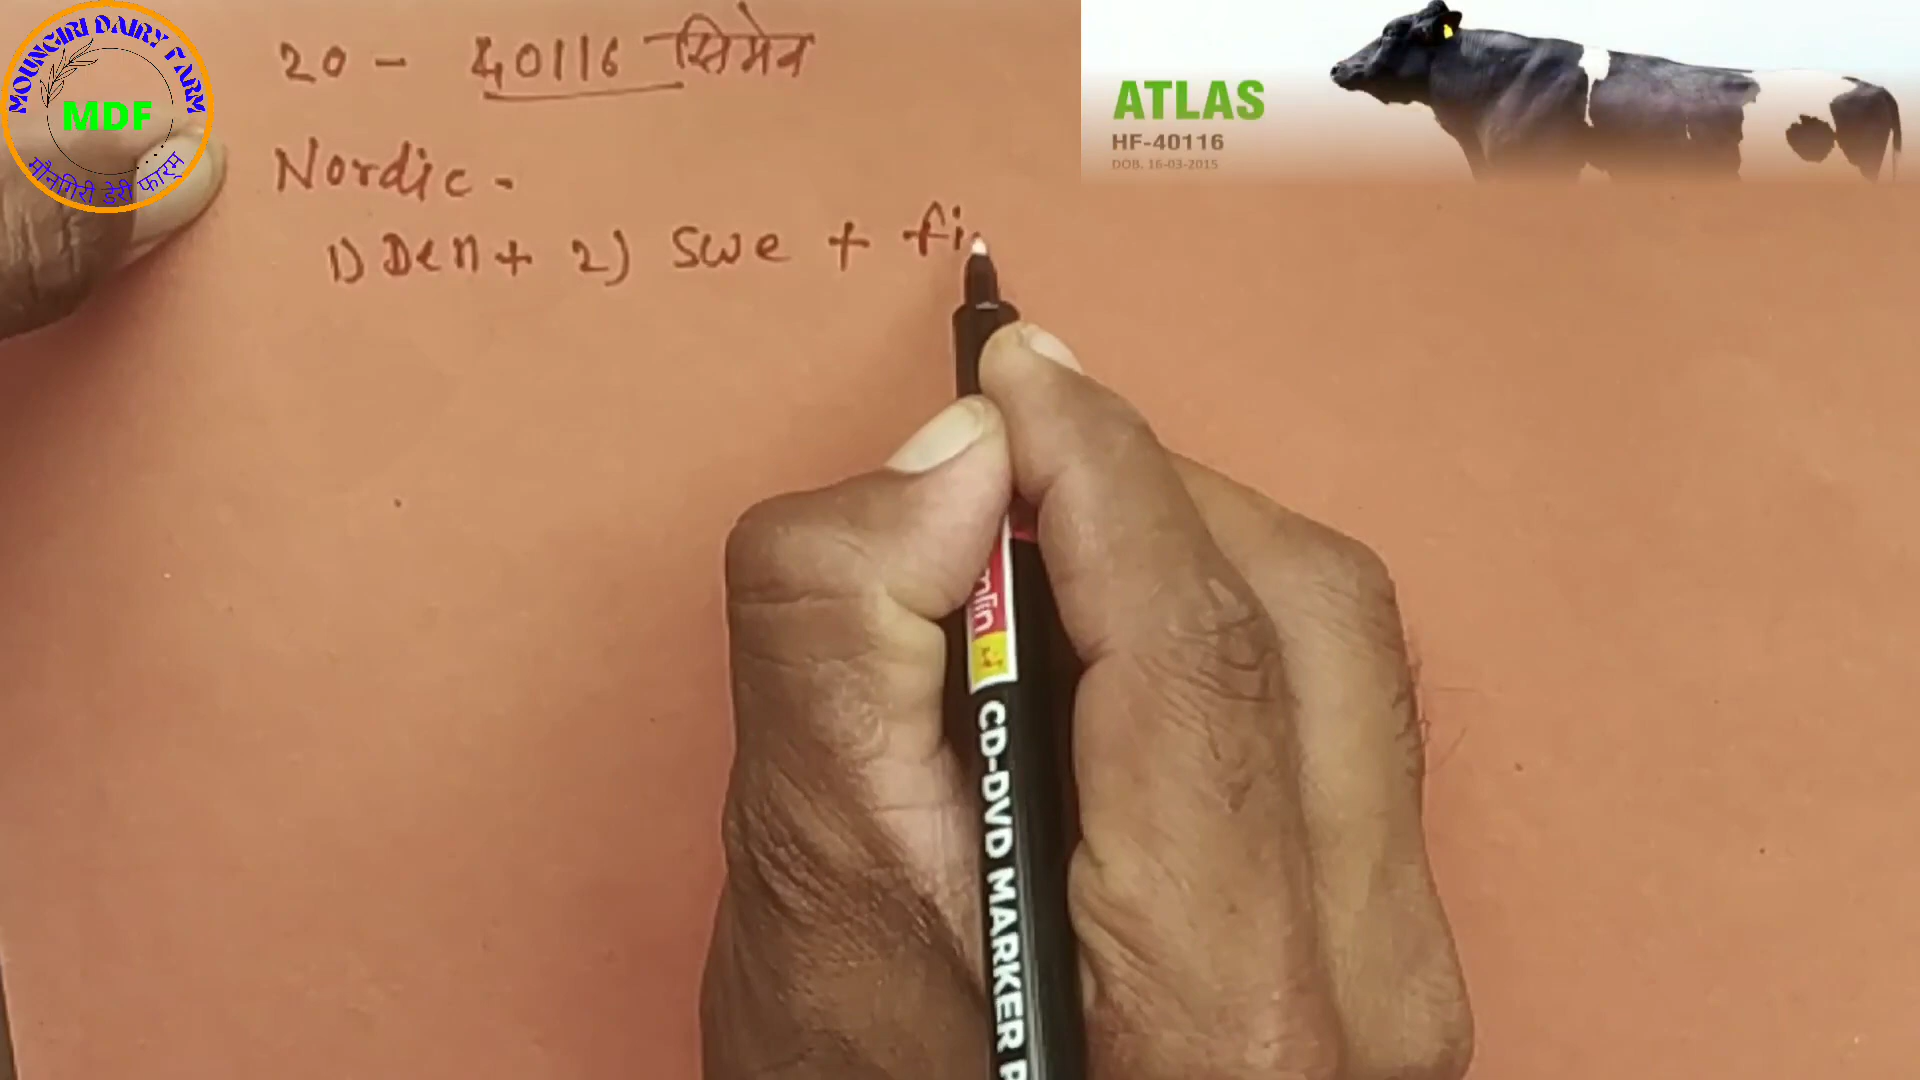 MOUNGIRI DAIRY FARM
MDF
मौनगिरी डेरी फार्म
20 - 40116 सिमेन
Nordic -
1) Den + 2) Swe + fi
ATLAS
HF-40116
DOB. 16-03-2015
mlin
CD-DVD MARKER P